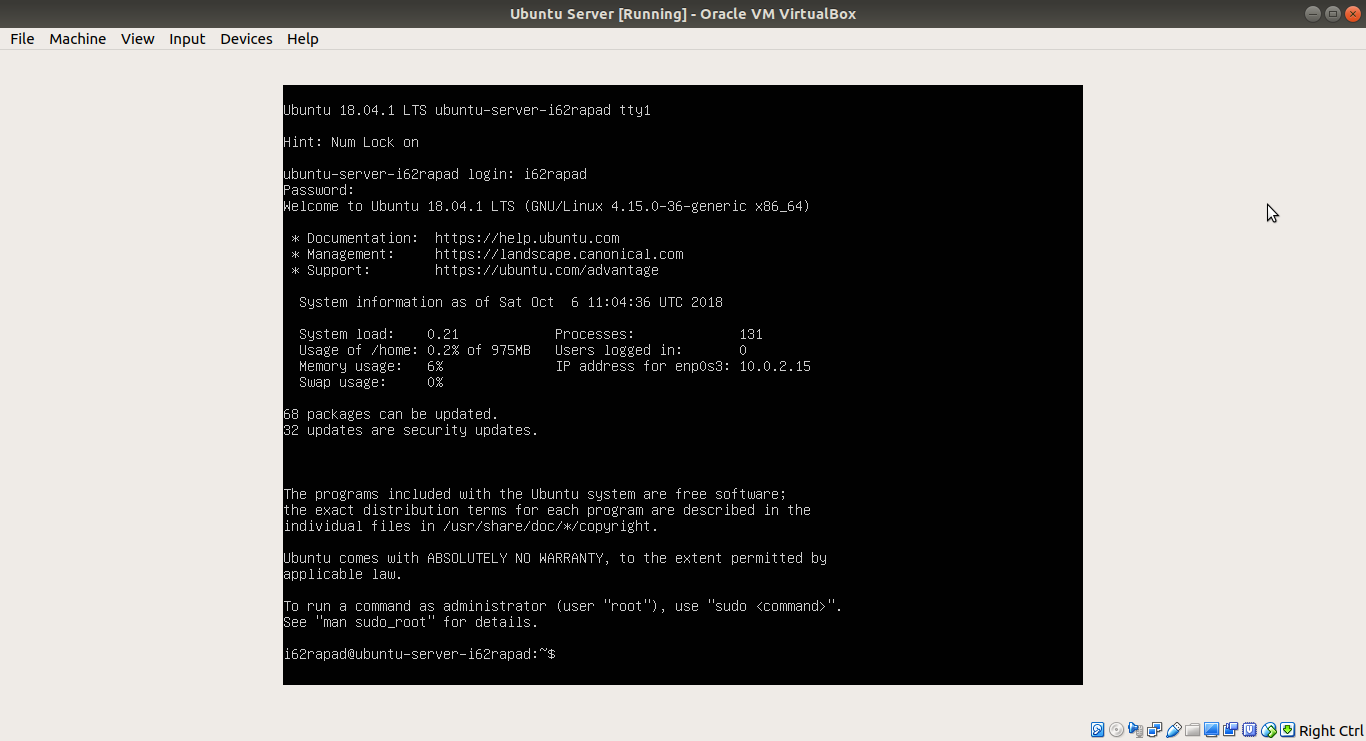 Ubuntu Server [Running] - Oracle VM VirtualBox
File Machine View Input Devices Help
Ubuntu 18.04.1 LTS ubuntu-server-i62rapad tty1
Hint: Num Lock on
ubuntu-server-i62rapad login: i62rapad
Password:
Welcome to Ubuntu 18.04.1 LTS (GNU/Linux 4.15.0-36-generic x86_64)
* Documentation: https://help.ubuntu.com
* Management: https://landscape.canonical.com
* Support: https://ubuntu.com/advantage
System information as of Sat Oct 6 11:04:36 UTC 2018
System load: 0.21 Processes: 131
Usage of /home: 0.2% of 975MB Users logged in: 0
Memory usage: 6% IP address for enp0s3: 10.0.2.15
Swap usage: 0%
68 packages can be updated.
32 updates are security updates.
The programs included with the Ubuntu system are free software;
the exact distribution terms for each program are described in the
individual files in /usr/share/doc/*/copyright.
Ubuntu comes with ABSOLUTELY NO WARRANTY, to the extent permitted by
applicable law.
To run a command as administrator (user "root"), use "sudo <command>".
See "man sudo_root" for details.
i62rapad@ubuntu-server-i62rapad:~$
Right Ctrl